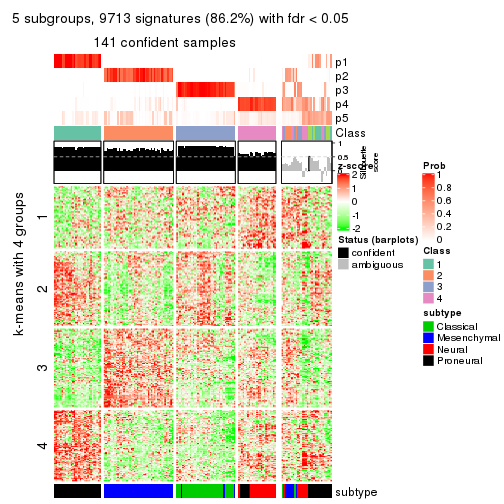 5 subgroups, 9713 signatures (86.2%) with fdr < 0.05
141 confident samples
p1
p2
p3
p4
p5
Class
1
0.5
0
Silhouette
score
z-score
2
1
0
-1
-2
Status (barplots)
confident
ambiguous
Prob
1
0.8
0.6
0.4
0.2
0
Class
1
2
3
4
subtype
Classical
Mesenchymal
Neural
Proneural
k-means with 4 groups
1
2
3
4
subtype